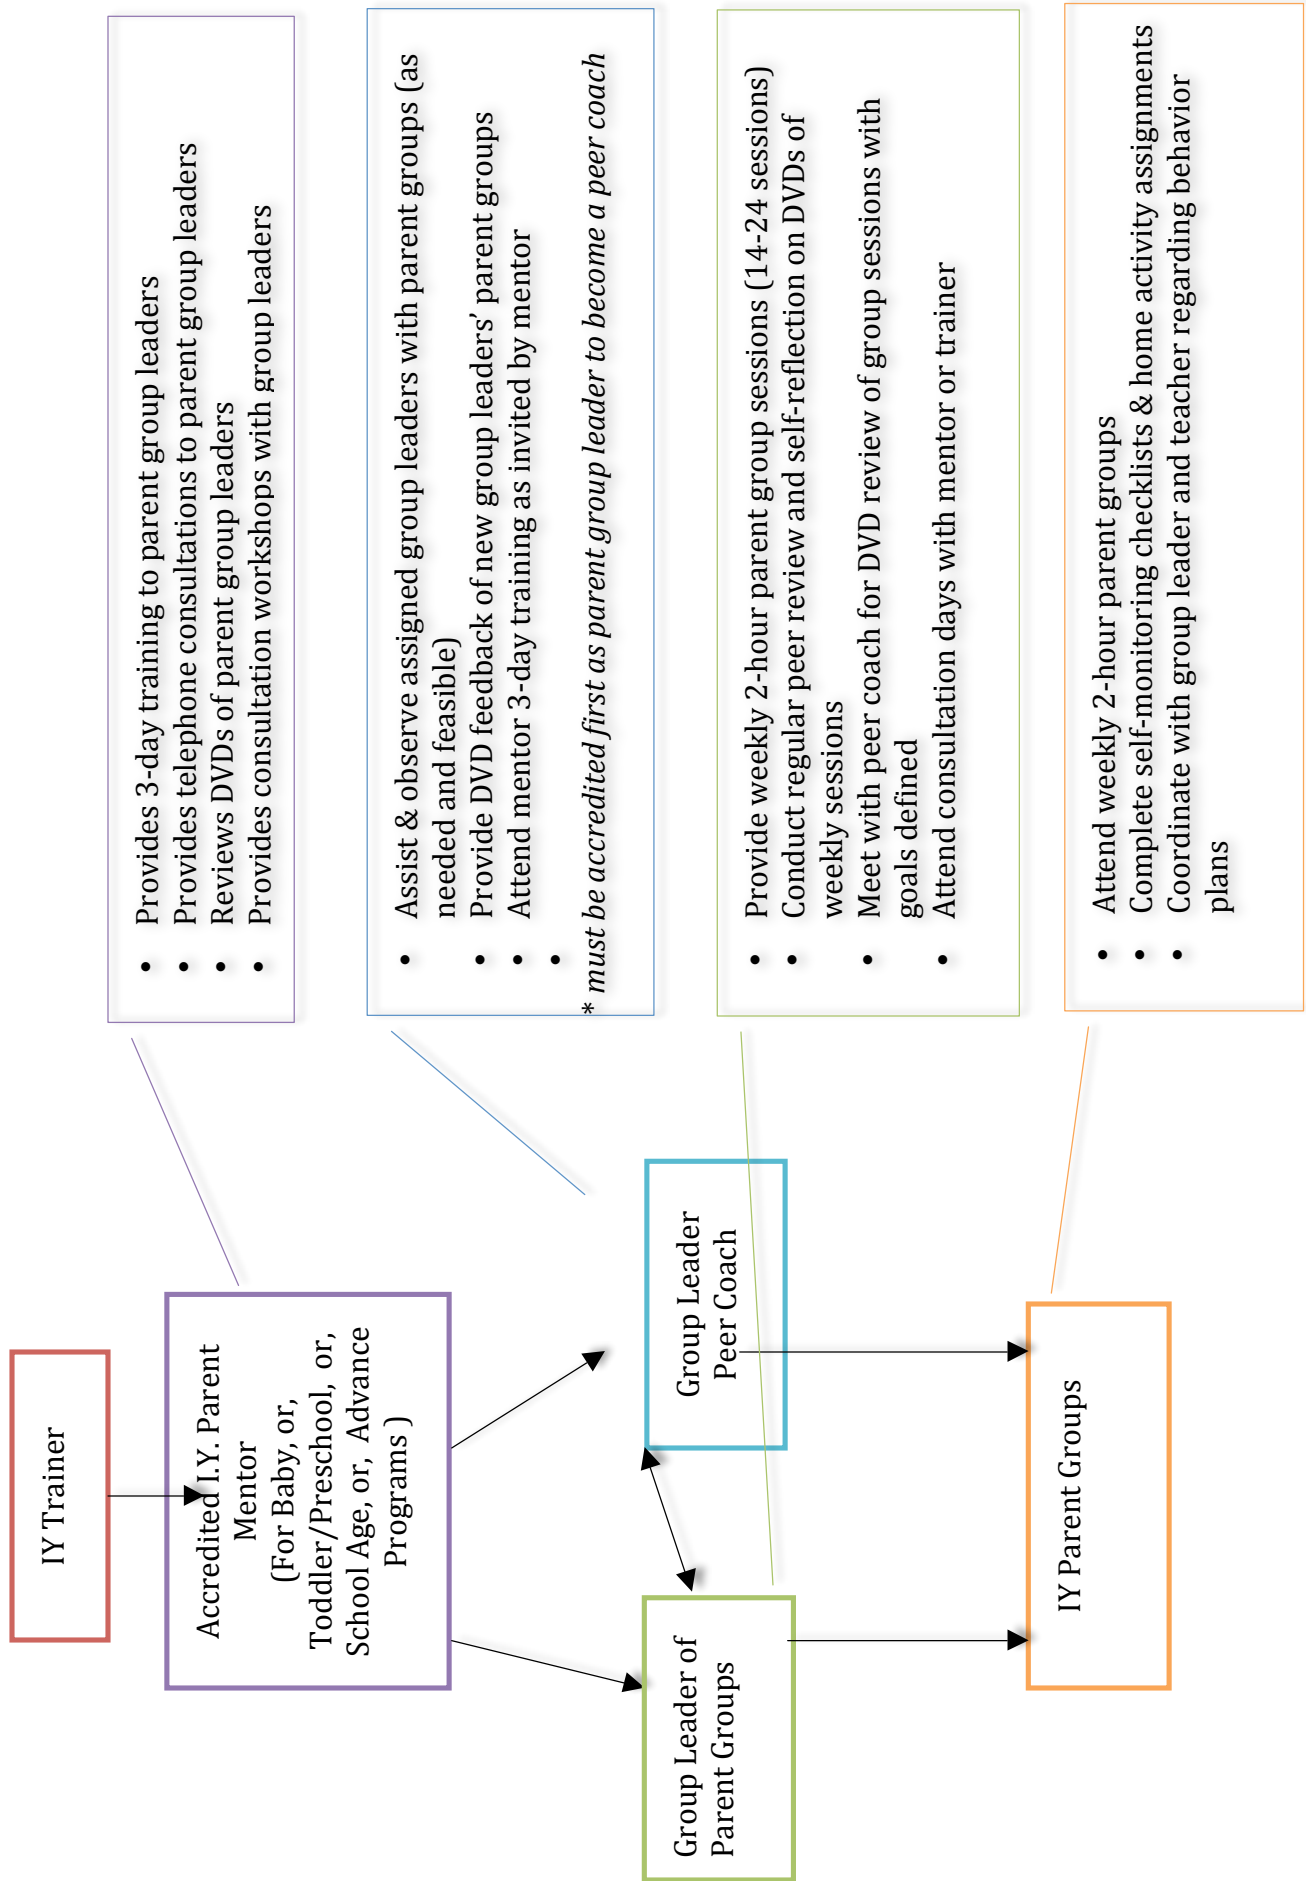 IY Trainer
Accredited I.Y. Parent
Mentor
(For Baby, or,
Toddler/Preschool, or,
School Age, or, Advance
Programs )
• Provides 3-day training to parent group leaders
• Provides telephone consultations to parent group leaders
• Reviews DVDs of parent group leaders
• Provides consultation workshops with group leaders
Group Leader
Peer Coach
• Assist & observe assigned group leaders with parent groups (as
needed and feasible)
• Provide DVD feedback of new group leaders’ parent groups
• Attend mentor 3-day training as invited by mentor
•
* must be accredited first as parent group leader to become a peer coach
Group Leader of
Parent Groups
• Provide weekly 2-hour parent group sessions (14-24 sessions)
• Conduct regular peer review and self-reflection on DVDs of
weekly sessions
• Meet with peer coach for DVD review of group sessions with
goals defined
• Attend consultation days with mentor or trainer
IY Parent Groups
• Attend weekly 2-hour parent groups
• Complete self-monitoring checklists & home activity assignments
• Coordinate with group leader and teacher regarding behavior
plans